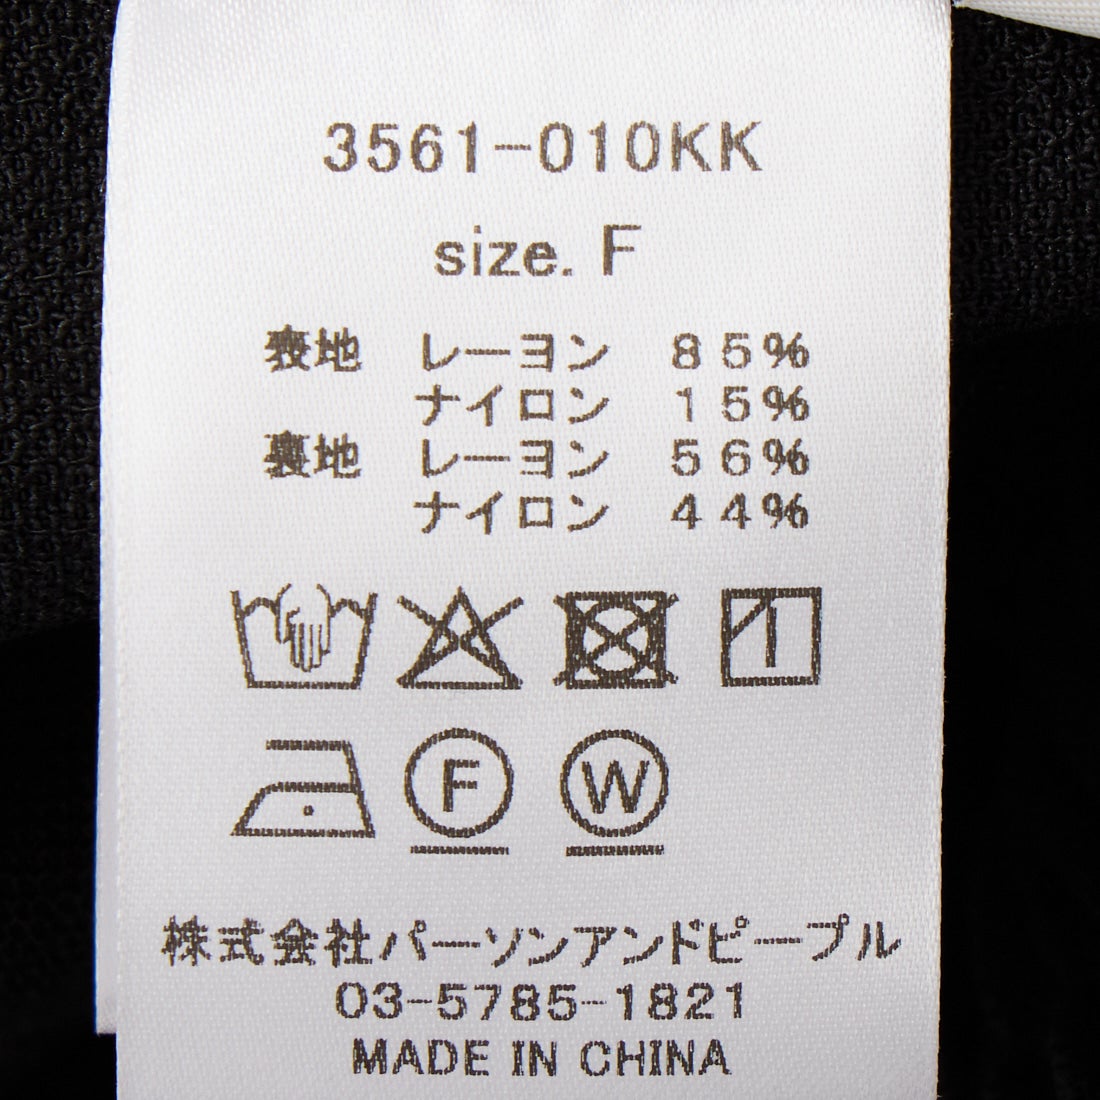 3561-010KK
size. F
表地 レーヨン 85%
ナイロン 15%
裏地 レーヨン 56%
ナイロン 44%
F W
株式会社パーソンアンドピープル
03-5785-1821
MADE IN CHINA